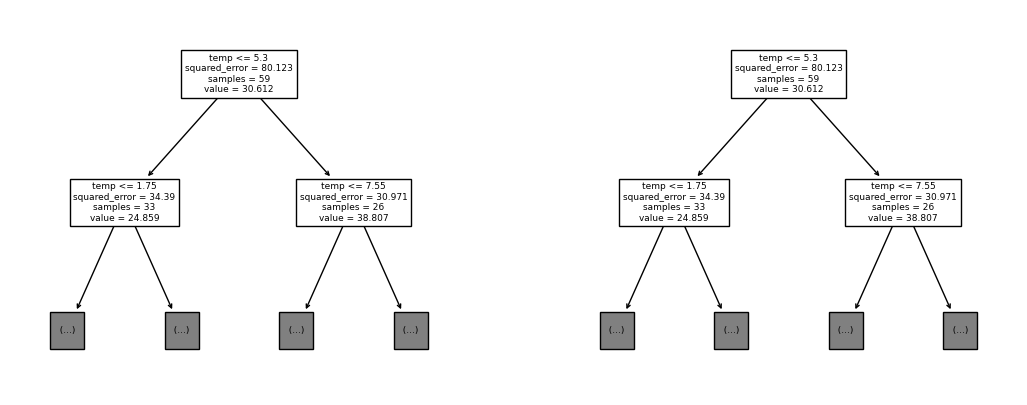 temp <= 5.3
squared_error = 80.123
samples = 59
value = 30.612
temp <= 1.75
squared_error = 34.39
samples = 33
value = 24.859
temp <= 7.55
squared_error = 30.971
samples = 26
value = 38.807
(...)
(...)
(...)
(...)
temp <= 5.3
squared_error = 80.123
samples = 59
value = 30.612
temp <= 1.75
squared_error = 34.39
samples = 33
value = 24.859
temp <= 7.55
squared_error = 30.971
samples = 26
value = 38.807
(...)
(...)
(...)
(...)